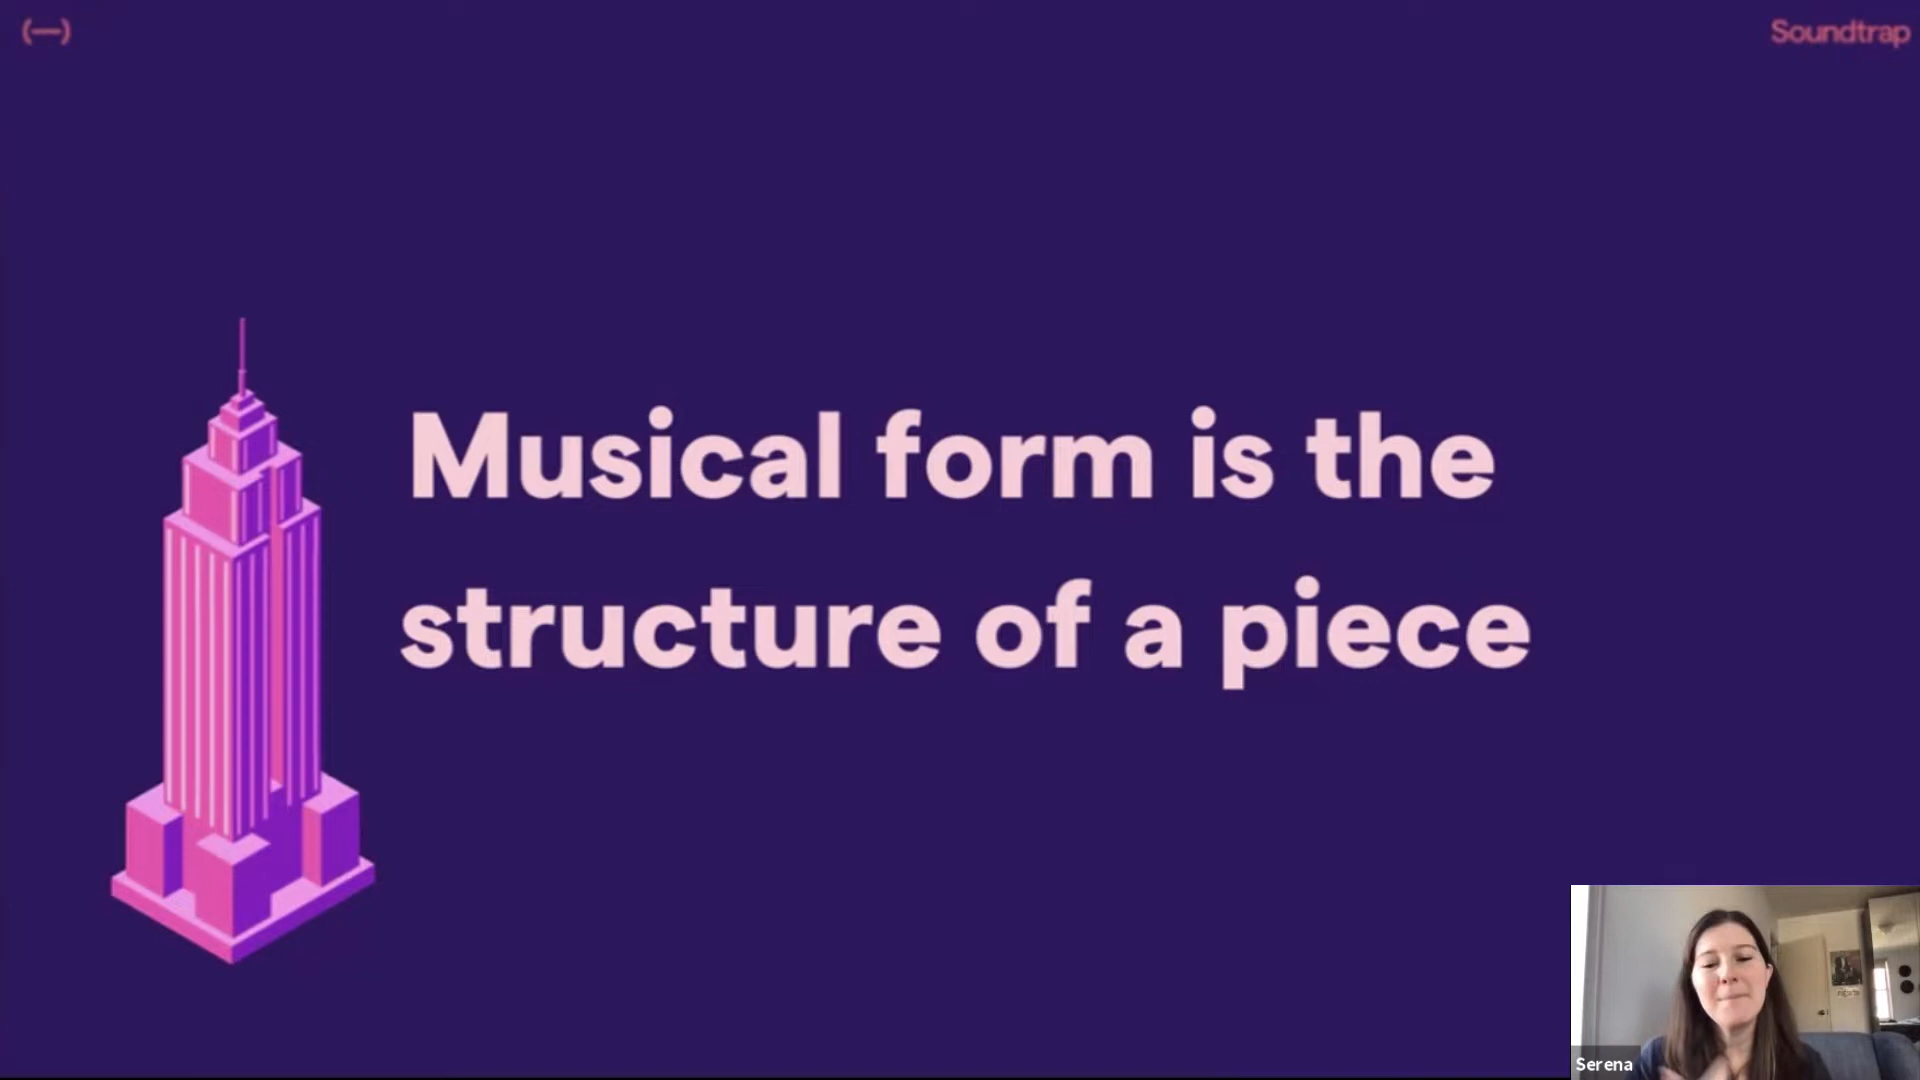 (—)
Soundtrap
Musical form is the
structure of a piece
Serena